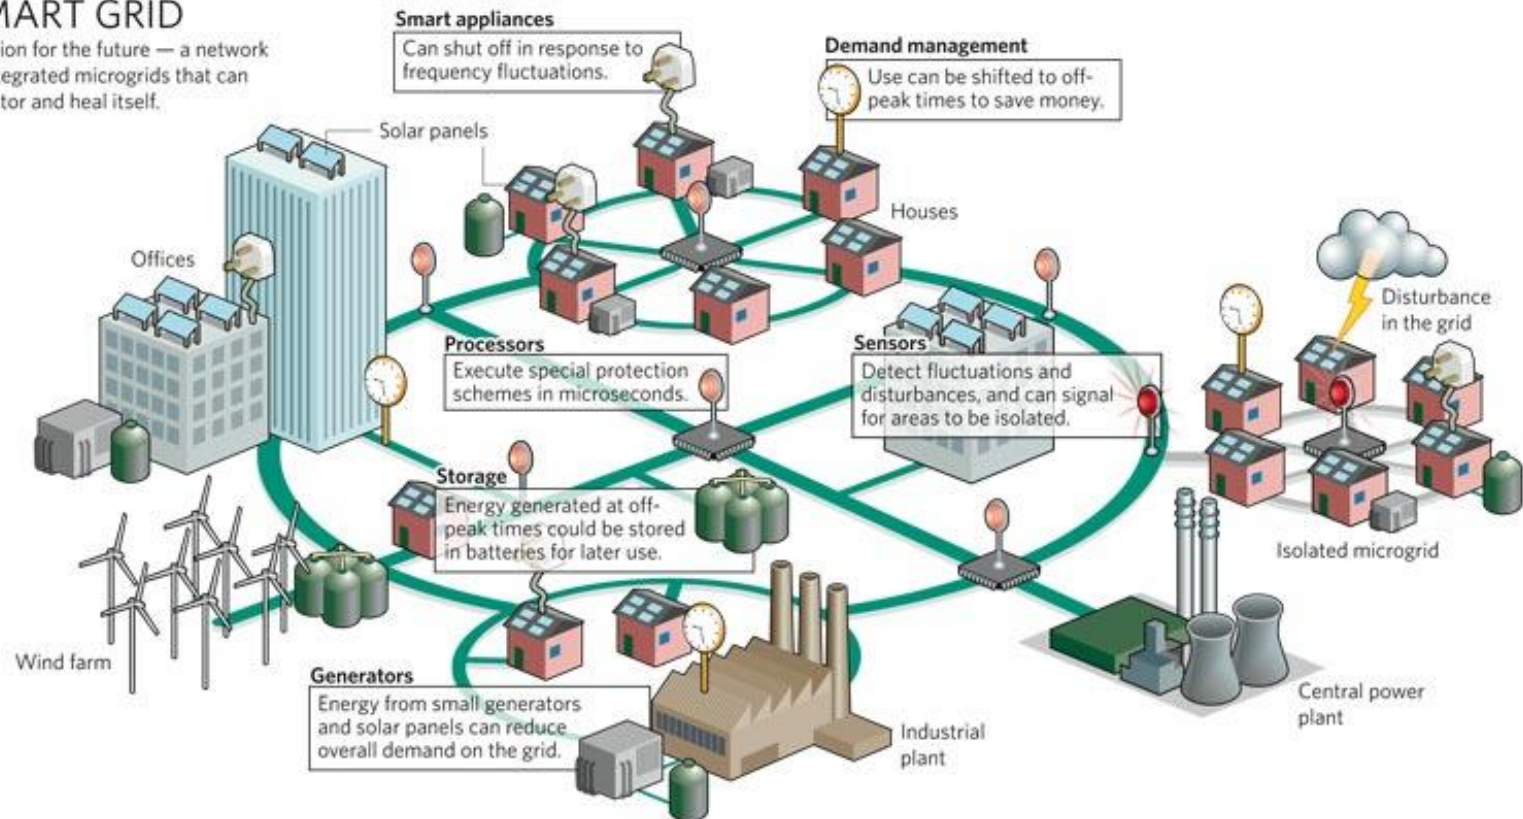 MART GRID
ion for the future — a network
egrated microgrids that can
tor and heal itself.
Smart appliances
Can shut off in response to
frequency fluctuations.
Demand management
Use can be shifted to off-
peak times to save money.
Solar panels
Houses
Offices
Disturbance
in the grid
Processors
Execute special protection
schemes in microseconds.
Sensors
Detect fluctuations and
disturbances, and can signal
for areas to be isolated.
Storage
Energy generated at off-
peak times could be stored
in batteries for later use.
Isolated microgrid
Wind farm
Generators
Energy from small generators
and solar panels can reduce
overall demand on the grid.
Industrial
plant
Central power
plant